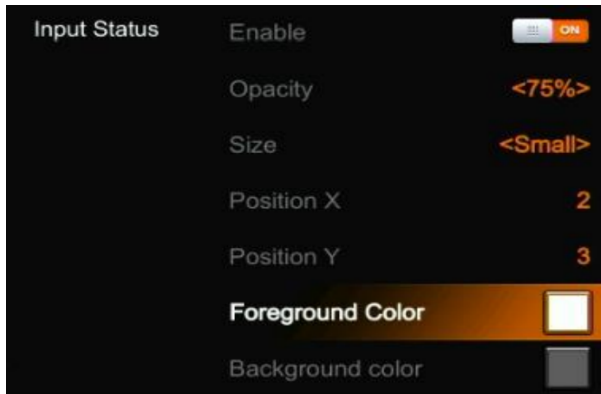 Input Status
Enable ON
Opacity <75%>
Size <Small>
Position X 2
Position Y 3
Foreground Color
Background color